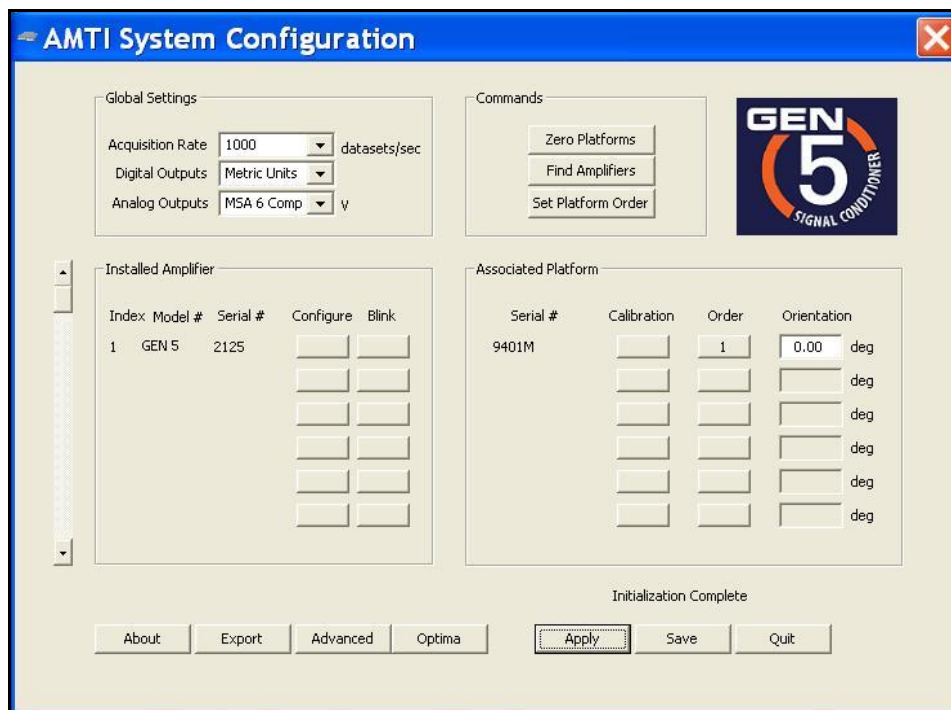 AMTI System Configuration
Global Settings
Acquisition Rate 1000 datasets/sec
Digital Outputs Metric Units
Analog Outputs MSA 6 Comp V
Commands
Zero Platforms
Find Amplifiers
Set Platform Order
GEN
5
SIGNAL CONDITIONER
Installed Amplifier
Index Model # Serial # Configure Blink
1 GEN 5 2125
Associated Platform
Serial # Calibration Order Orientation
9401M 1 0.00 deg
deg
deg
deg
deg
deg
Initialization Complete
About Export Advanced Optima Apply Save Quit